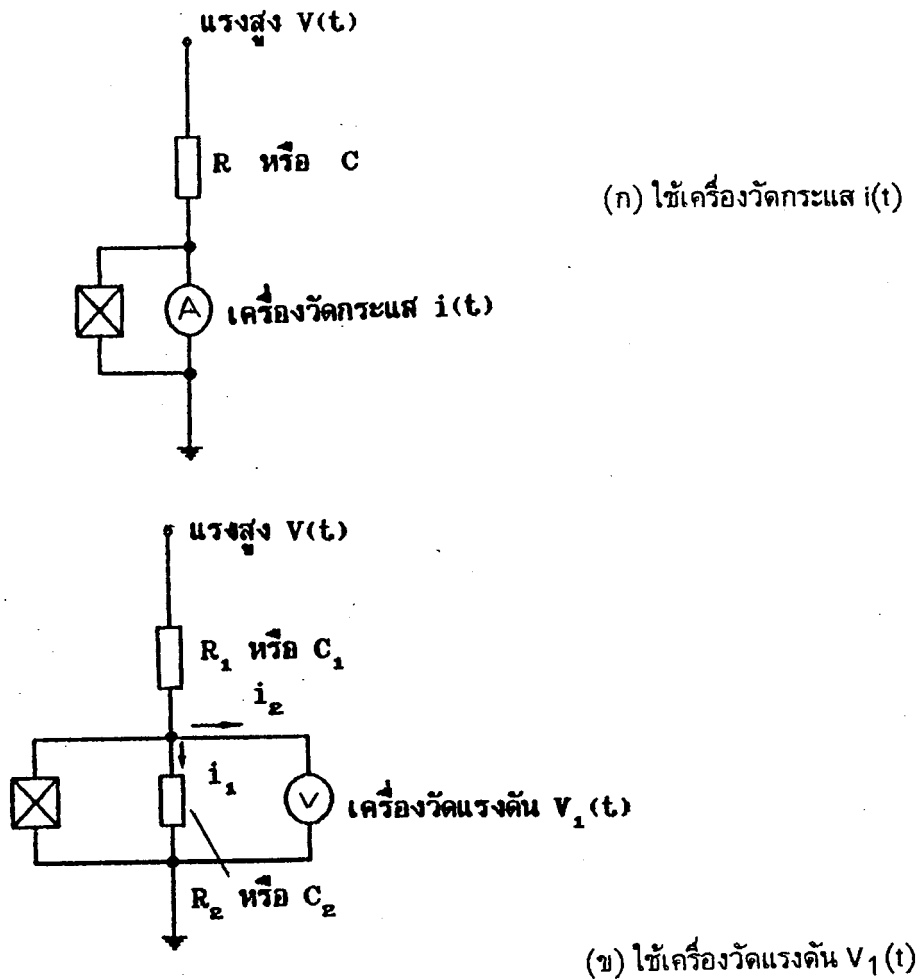 แรงสูง V(t)
R หรือ C
(ก) ใช้เครื่องวัดกระแส i(t)
A
เครื่องวัดกระแส i(t)
แรงสูง V(t)
R₁ หรือ C₁
i₂
i₁
V
เครื่องวัดแรงดัน V₁(t)
R₂ หรือ C₂
(ข) ใช้เครื่องวัดแรงดัน V₁(t)